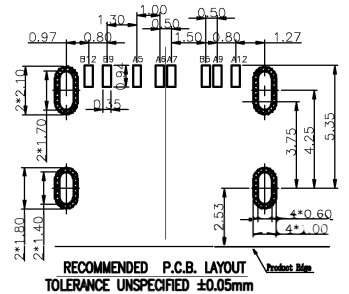 1.00
1.30 0.50 0.50
0.97 0.80 1.50 0.80 1.27
B12 B9 A5 A6 A7 B5 A9 A12
2*2.10
2*1.70
0.94
0.35
3.75
4.25
5.35
2*1.80
2*1.40
2.53
4*0.60
4*1.00
RECOMMENDED P.C.B. LAYOUT
Product Edge
TOLERANCE UNSPECIFIED ±0.05mm